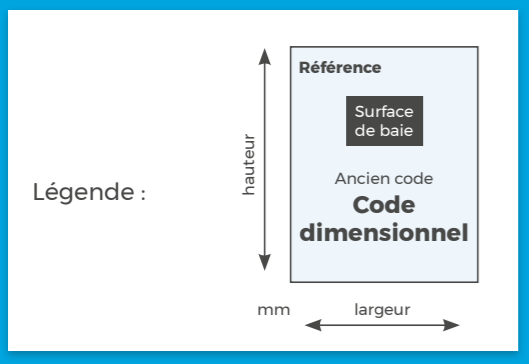 Référence
Surface
de baie
hauteur
Légende :
Ancien code
Code
dimensionnel
mm
largeur